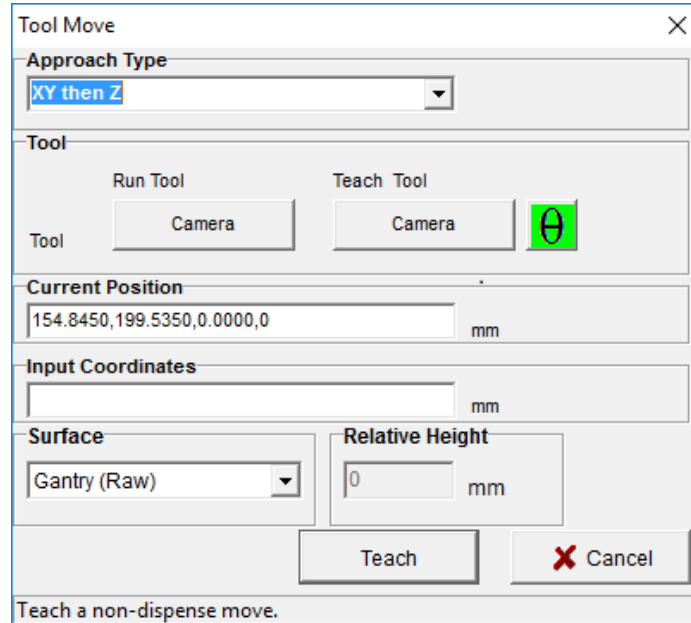 Tool Move
Approach Type
XY then Z
Tool
Run Tool Teach Tool
Tool Camera Camera θ
Current Position
154.8450,199.5350,0.0000,0 mm
Input Coordinates
mm
Surface Relative Height
Gantry (Raw) 0 mm
Teach Cancel
Teach a non-dispense move.